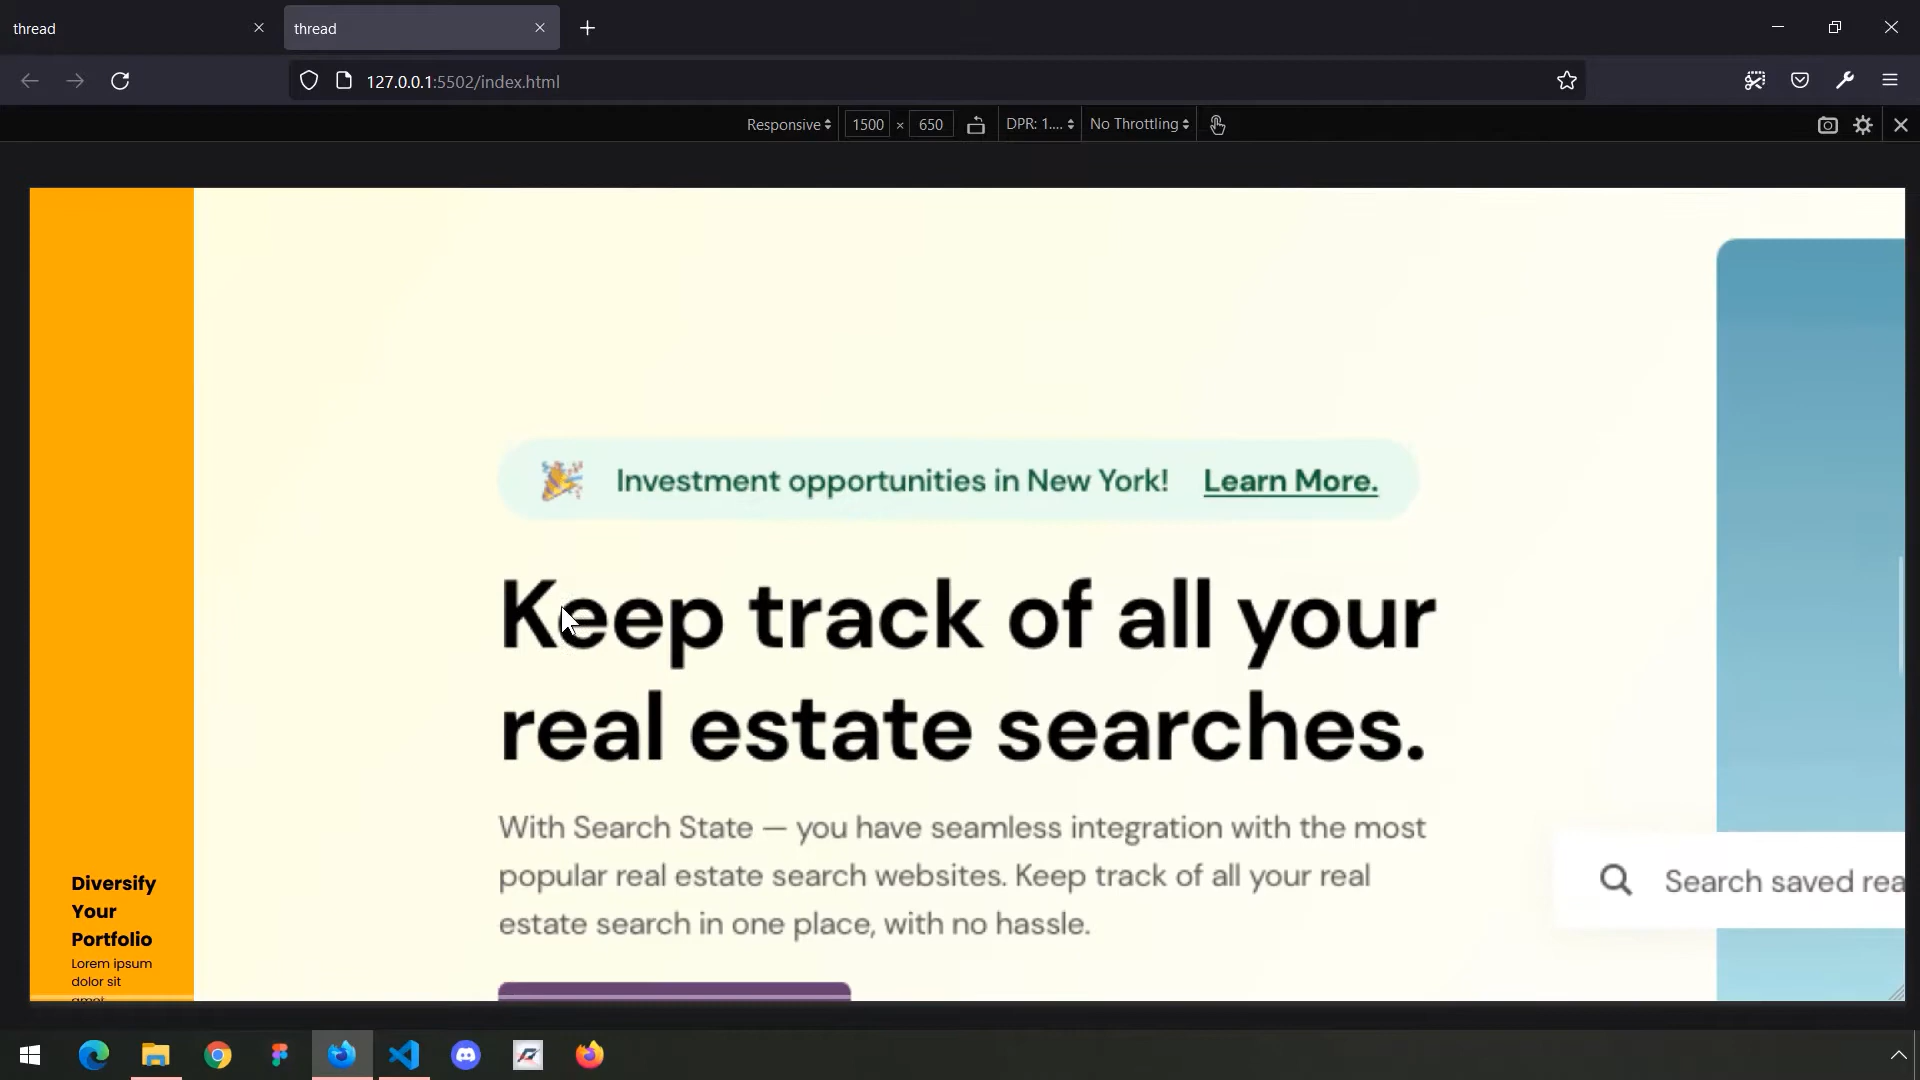 thread
thread
127.0.0.1:5502/index.html
Responsive 1500 × 650 DPR: 1.... No Throttling
Investment opportunities in New York! Learn More.
Keep track of all your
real estate searches.
With Search State — you have seamless integration with the most
popular real estate search websites. Keep track of all your real
estate search in one place, with no hassle.
Search saved rea
Diversify
Your
Portfolio
Lorem ipsum
dolor sit